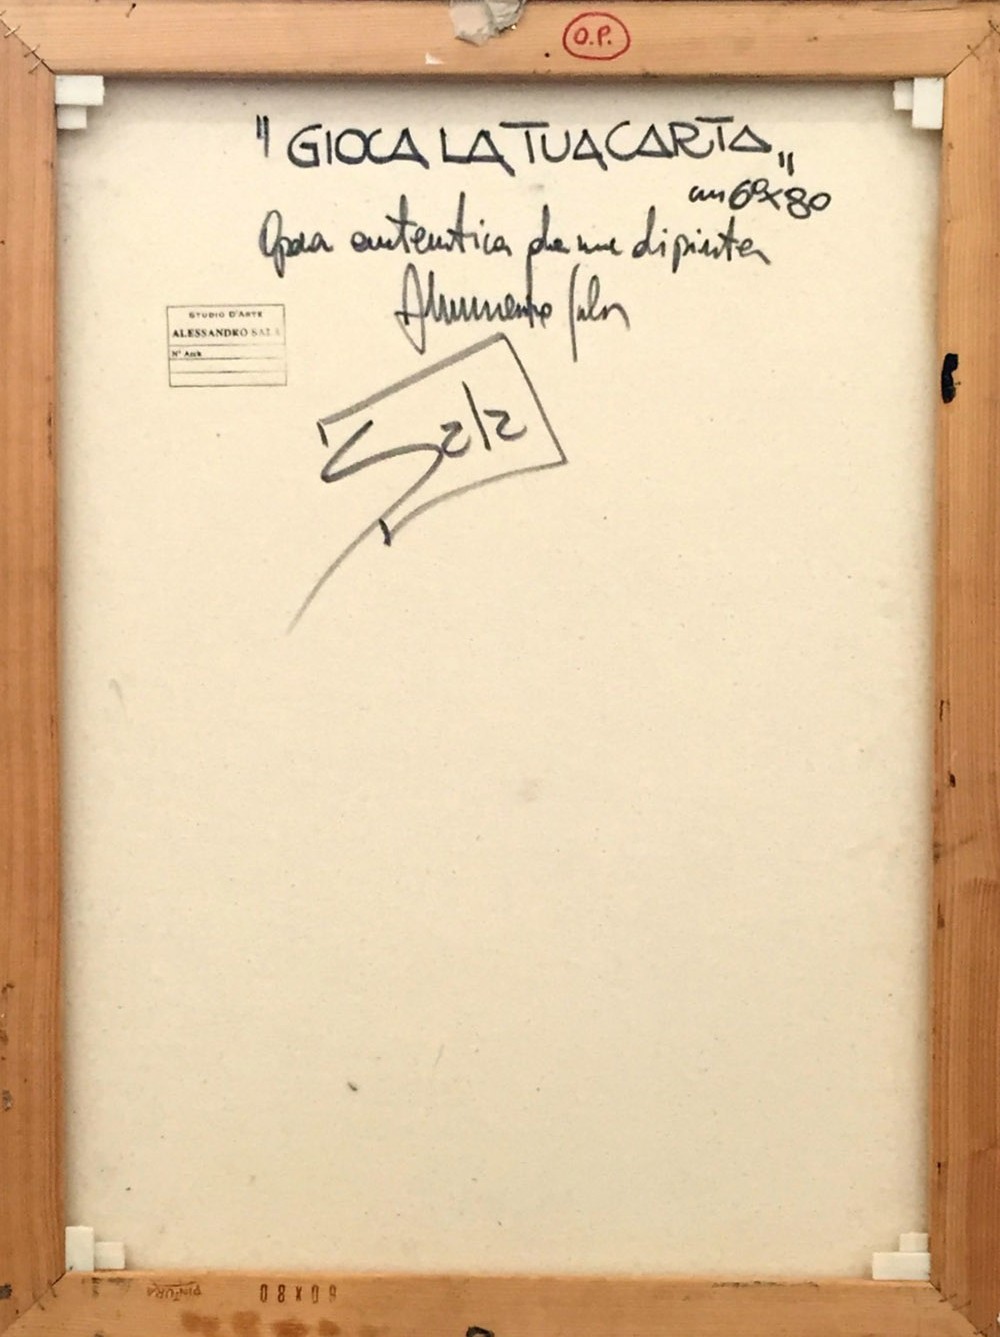 O.P.
"GIOCA LA TUA CARTA"
cm 60x80
Opera autentica da me dipinta
Alessandro Sala
STUDIO D'ARTE
ALESSANDRO SALA
N° Arch
Sala
PINTURA 60X80